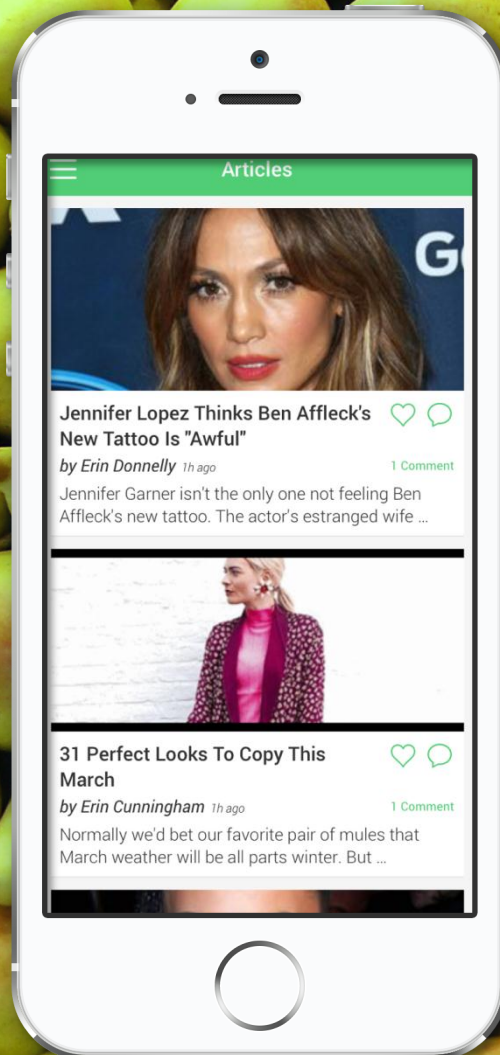 Articles
G
Jennifer Lopez Thinks Ben Affleck's
New Tattoo Is "Awful"
by Erin Donnelly 1h ago
1 Comment
Jennifer Garner isn't the only one not feeling Ben
Affleck's new tattoo. The actor's estranged wife ...
31 Perfect Looks To Copy This
March
by Erin Cunningham 1h ago
1 Comment
Normally we'd bet our favorite pair of mules that
March weather will be all parts winter. But ...